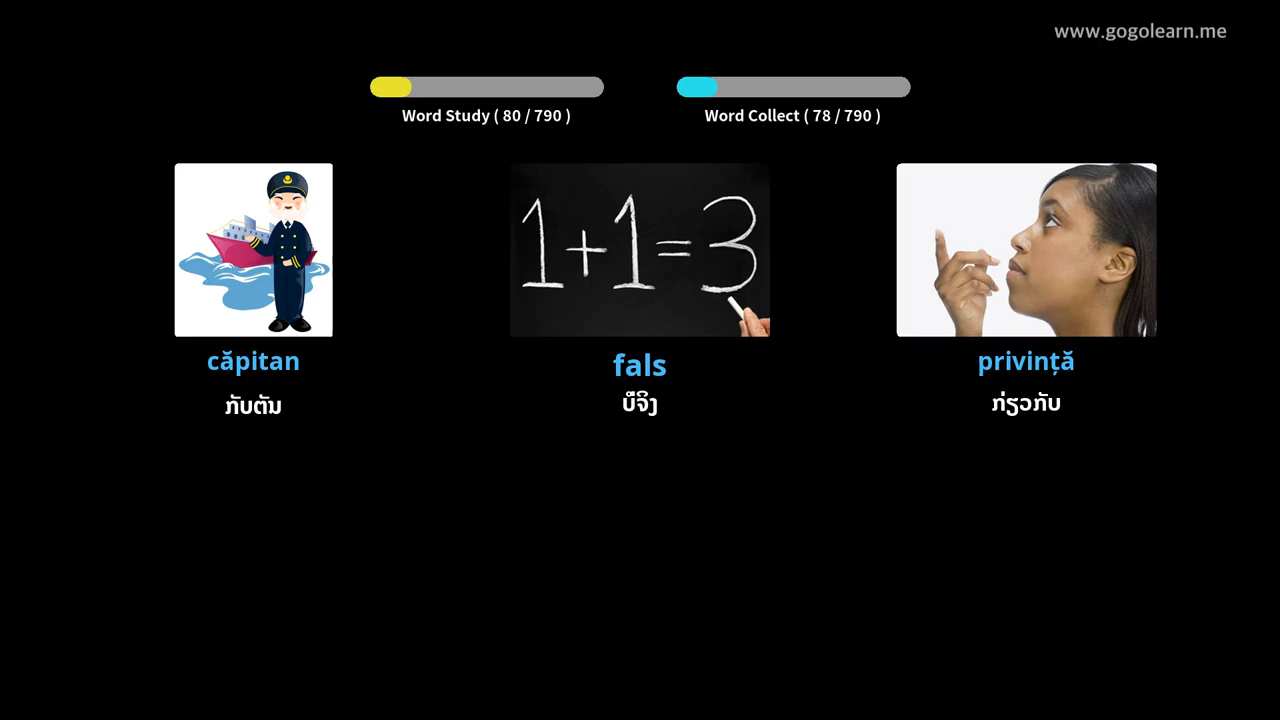 www.gogolearn.me
Word Study ( 80 / 790 )
Word Collect ( 78 / 790 )
1+1=3
căpitan
fals
privință
ກັບຕັນ
ບໍ່ຈິງ
ກ່ຽວກັບ